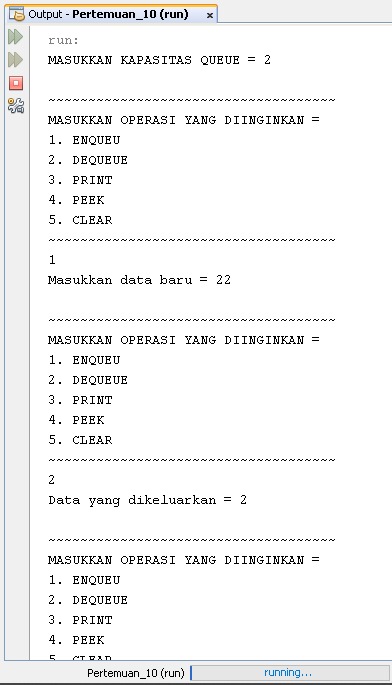 Output - Pertemuan_10 (run) x
run:
MASUKKAN KAPASITAS QUEUE = 2
~~~~~~~~~~~~~~~~~~~~~~~~~~~~~~~~~~~~
MASUKKAN OPERASI YANG DIINGINKAN =
1. ENQUEU
2. DEQUEUE
3. PRINT
4. PEEK
5. CLEAR
~~~~~~~~~~~~~~~~~~~~~~~~~~~~~~~~~~~~
1
Masukkan data baru = 22
~~~~~~~~~~~~~~~~~~~~~~~~~~~~~~~~~~~~
MASUKKAN OPERASI YANG DIINGINKAN =
1. ENQUEU
2. DEQUEUE
3. PRINT
4. PEEK
5. CLEAR
~~~~~~~~~~~~~~~~~~~~~~~~~~~~~~~~~~~~
2
Data yang dikeluarkan = 2
~~~~~~~~~~~~~~~~~~~~~~~~~~~~~~~~~~~~
MASUKKAN OPERASI YANG DIINGINKAN =
1. ENQUEU
2. DEQUEUE
3. PRINT
4. PEEK
5. CLEAR
Pertemuan_10 (run) running...